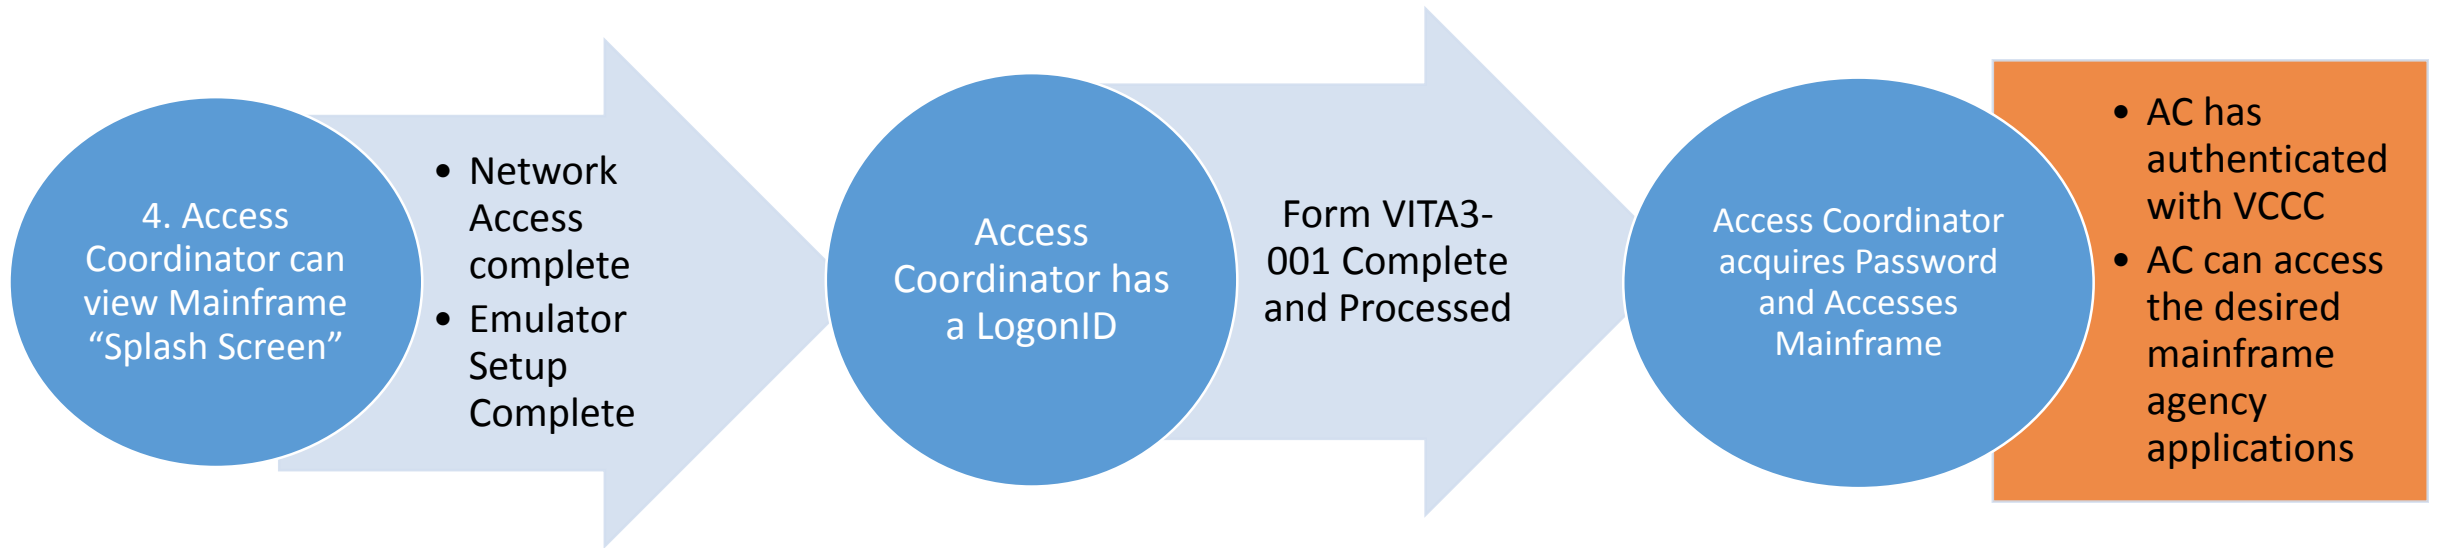 4. Access
Coordinator can
view Mainframe
“Splash Screen”
• Network
Access
complete
• Emulator
Setup
Complete
Access
Coordinator has
a LogonID
Form VITA3-
001 Complete
and Processed
Access Coordinator
acquires Password
and Accesses
Mainframe
• AC has
authenticated
with VCCC
• AC can access
the desired
mainframe
agency
applications